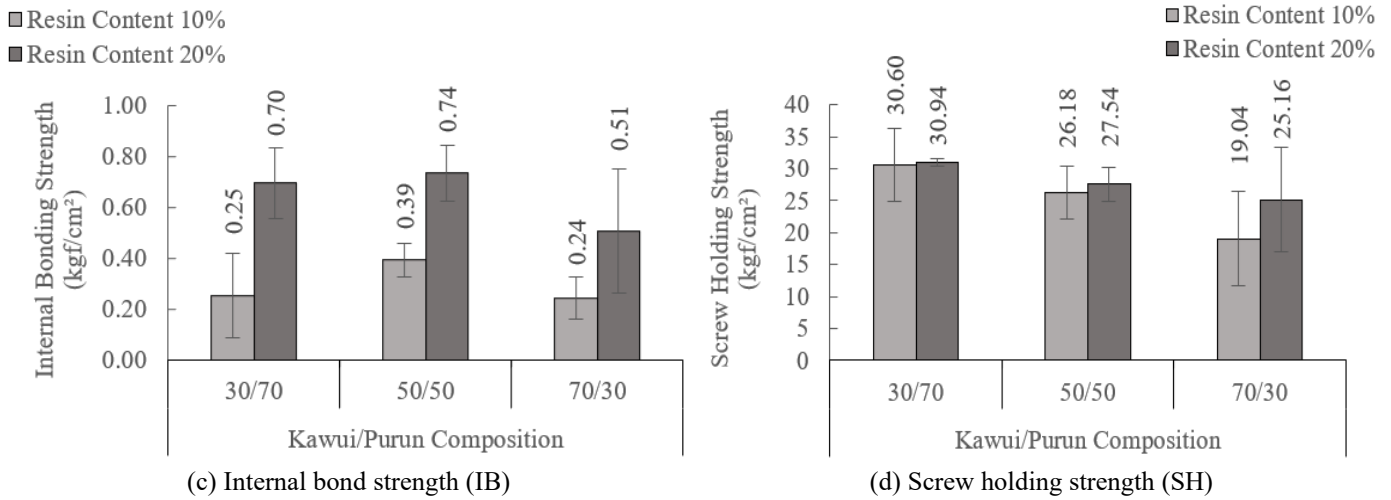 Resin Content 10%
Resin Content 20%
Internal Bonding Strength
(kgf/cm²)
1.00
0.80
0.60
0.40
0.20
0.00
0.25
0.70
0.39
0.74
0.24
0.51
30/70
50/50
70/30
Kawui/Purun Composition
(c) Internal bond strength (IB)
Resin Content 10%
Resin Content 20%
Screw Holding Strength
(kgf/cm²)
40
35
30
25
20
15
10
5
0
30.60
30.94
26.18
27.54
19.04
25.16
30/70
50/50
70/30
Kawui/Purun Composition
(d) Screw holding strength (SH)